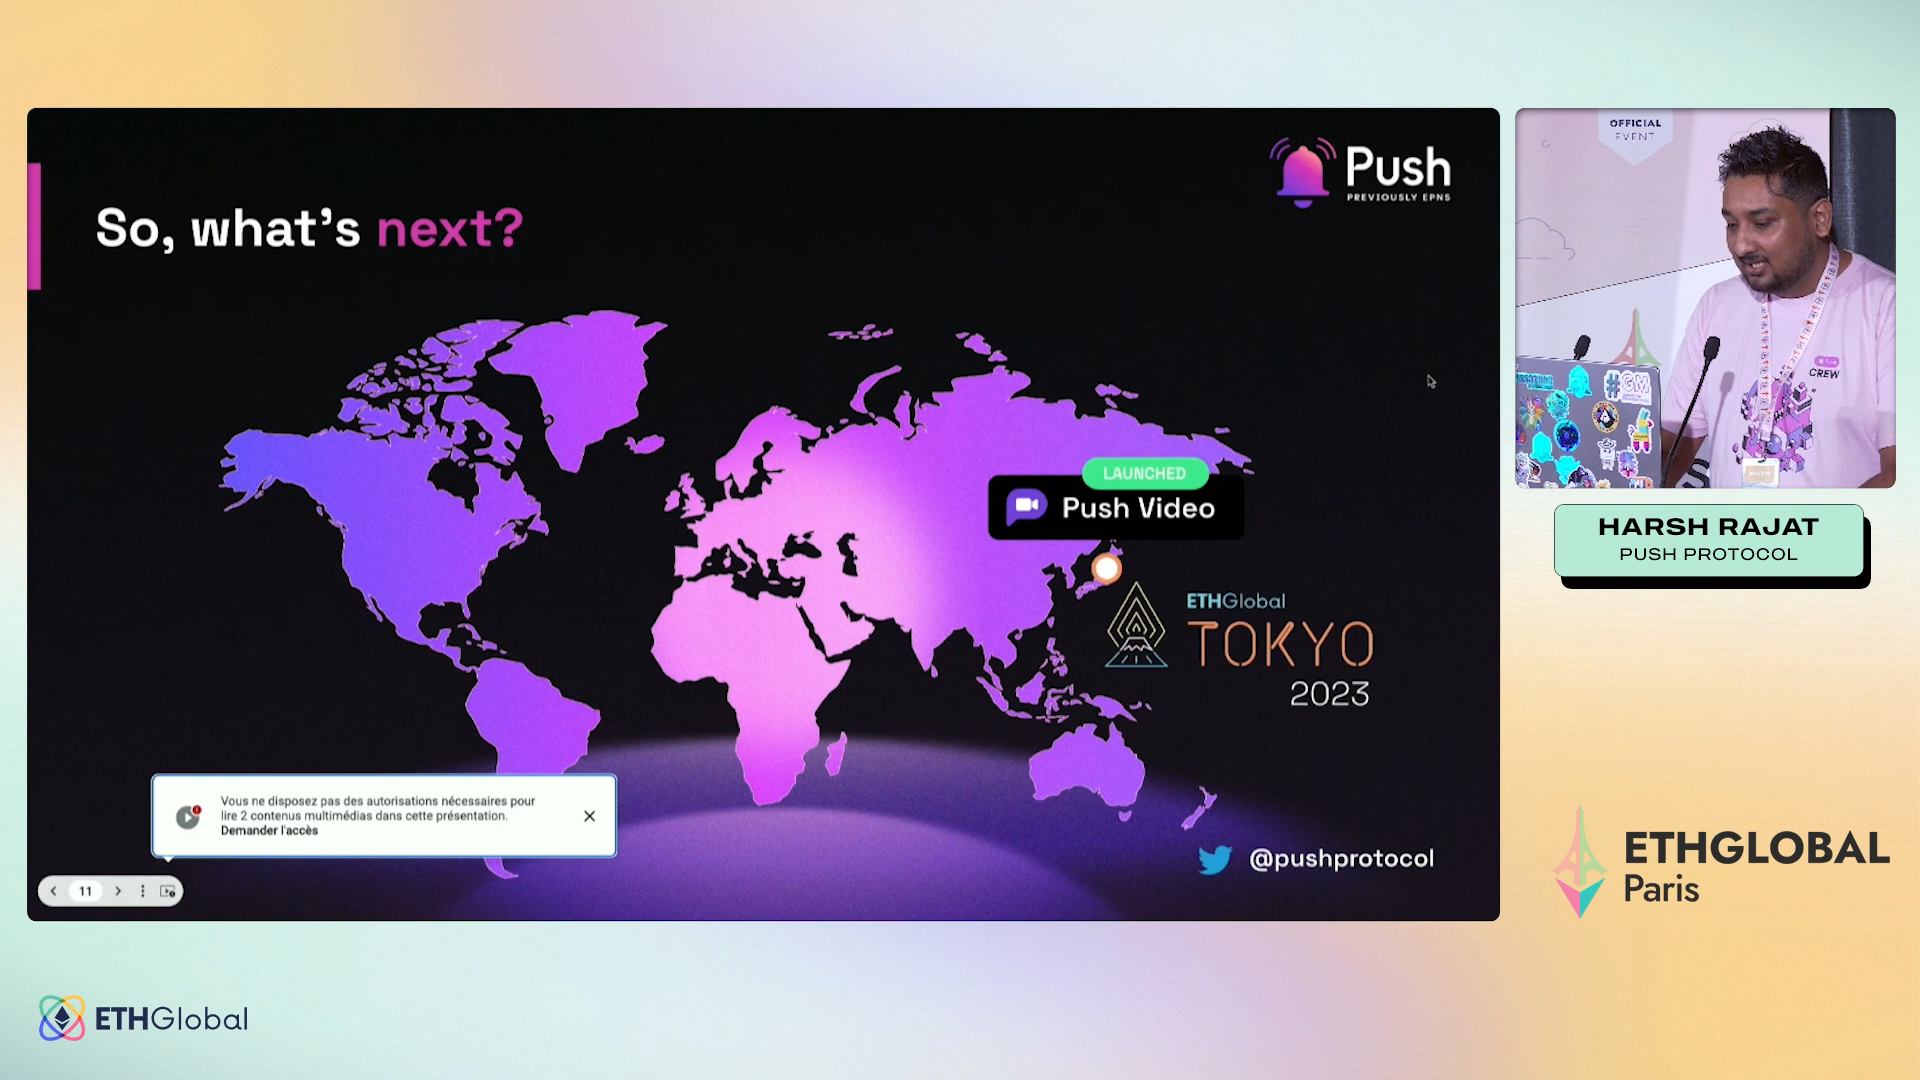 So, what's next?
Push
PREVIOUSLY EPNS
LAUNCHED
Push Video
ETHGlobal
TOKYO
2023
Vous ne disposez pas des autorisations nécessaires pour
lire 2 contenus multimédias dans cette présentation.
Demander l'accès
11
@pushprotocol
OFFICIAL
EVENT
#GM
CREW
HARSH RAJAT
PUSH PROTOCOL
ETHGLOBAL
Paris
ETHGlobal